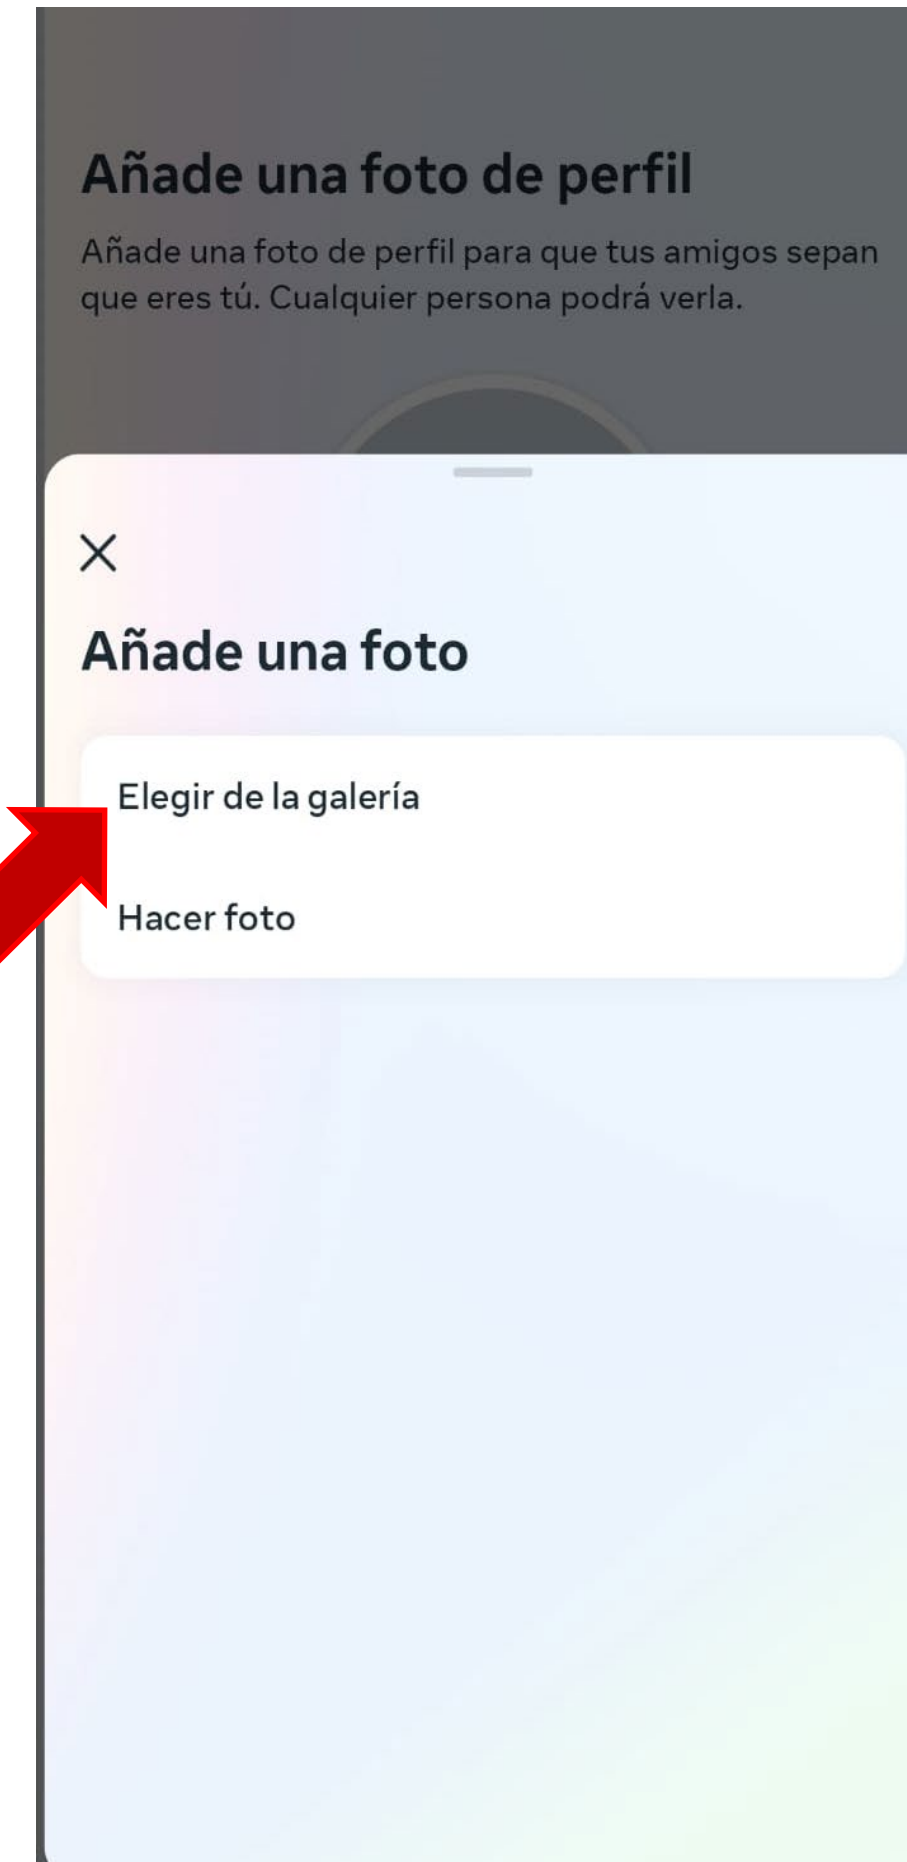 Añade una foto de perfil
Añade una foto de perfil para que tus amigos sepan
que eres tú. Cualquier persona podrá verla.
Añade una foto
Elegir de la galería
Hacer foto